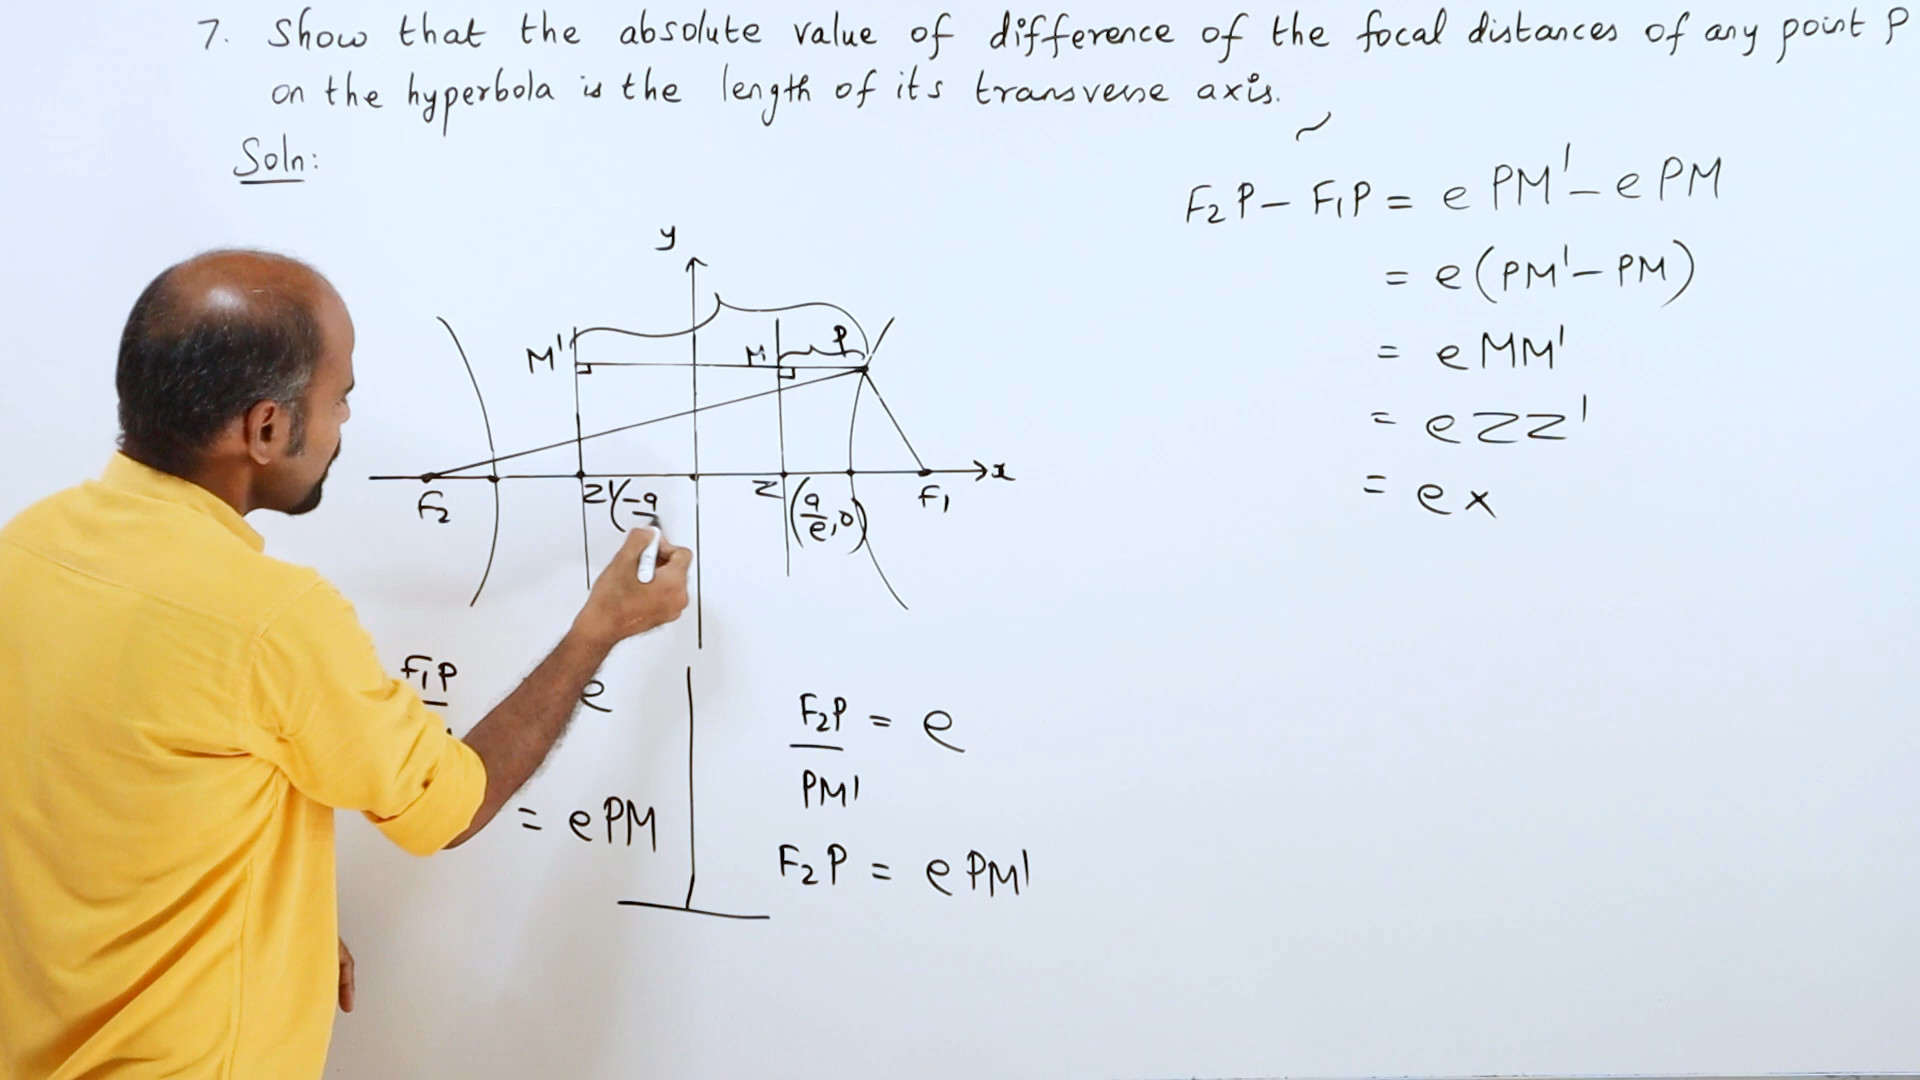 7. Show that the absolute value of difference of the focal distances of any point P
on the hyperbola is the length of its transverse axis.
Soln:
F₂P – F₁P = e PM' – e PM
= e (PM' – PM)
= e MM'
= e ZZ'
= e x
y
M' M P
x
F₂ Z' (-a Z (a/e, 0) F₁
F₁P e
= e PM
F₂P/PM' = e
F₂P = e PM'